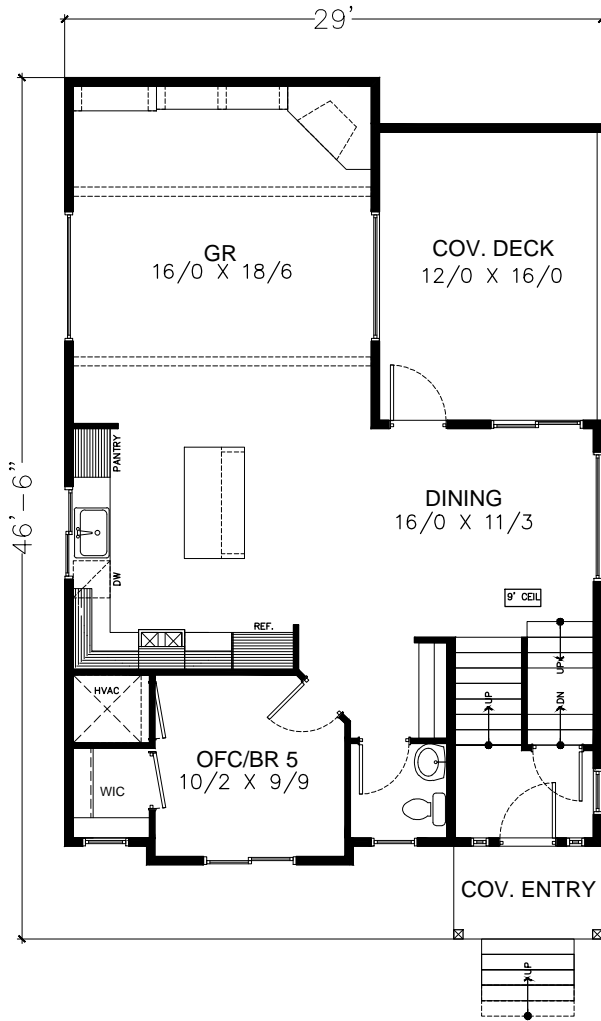 29'
46'-6"
GR
16/0 X 18/6
COV. DECK
12/0 X 16/0
PANTRY
DINING
16/0 X 11/3
DW
9' CEIL
REF.
UP
UP
DN
HVAC
OFC/BR 5
10/2 X 9/9
WIC
COV. ENTRY
UP